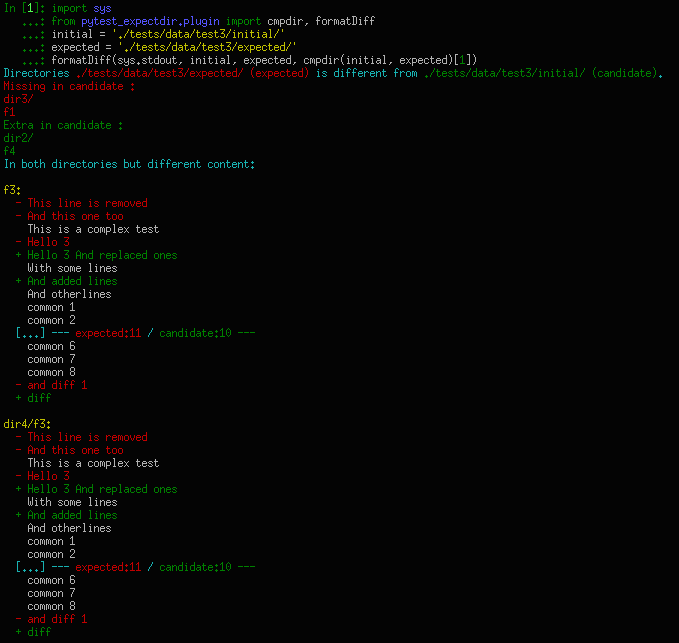 In [1]: import sys
   ...: from pytest_expectdir.plugin import cmpdir, formatDiff
   ...: initial = './tests/data/test3/initial/'
   ...: expected = './tests/data/test3/expected/'
   ...: formatDiff(sys.stdout, initial, expected, cmpdir(initial, expected)[1])
Directories ./tests/data/test3/expected/ (expected) is different from ./tests/data/test3/initial/ (candidate).
Missing in candidate :
dir3/
f1
Extra in candidate :
dir2/
f4
In both directories but different content:

f3:
  - This line is removed
  - And this one too
    This is a complex test
  - Hello 3
  + Hello 3 And replaced ones
    With some lines
  + And added lines
    And otherlines
    common 1
    common 2
  [...] --- expected:11 / candidate:10 ---
    common 6
    common 7
    common 8
  - and diff 1
  + diff

dir4/f3:
  - This line is removed
  - And this one too
    This is a complex test
  - Hello 3
  + Hello 3 And replaced ones
    With some lines
  + And added lines
    And otherlines
    common 1
    common 2
  [...] --- expected:11 / candidate:10 ---
    common 6
    common 7
    common 8
  - and diff 1
  + diff